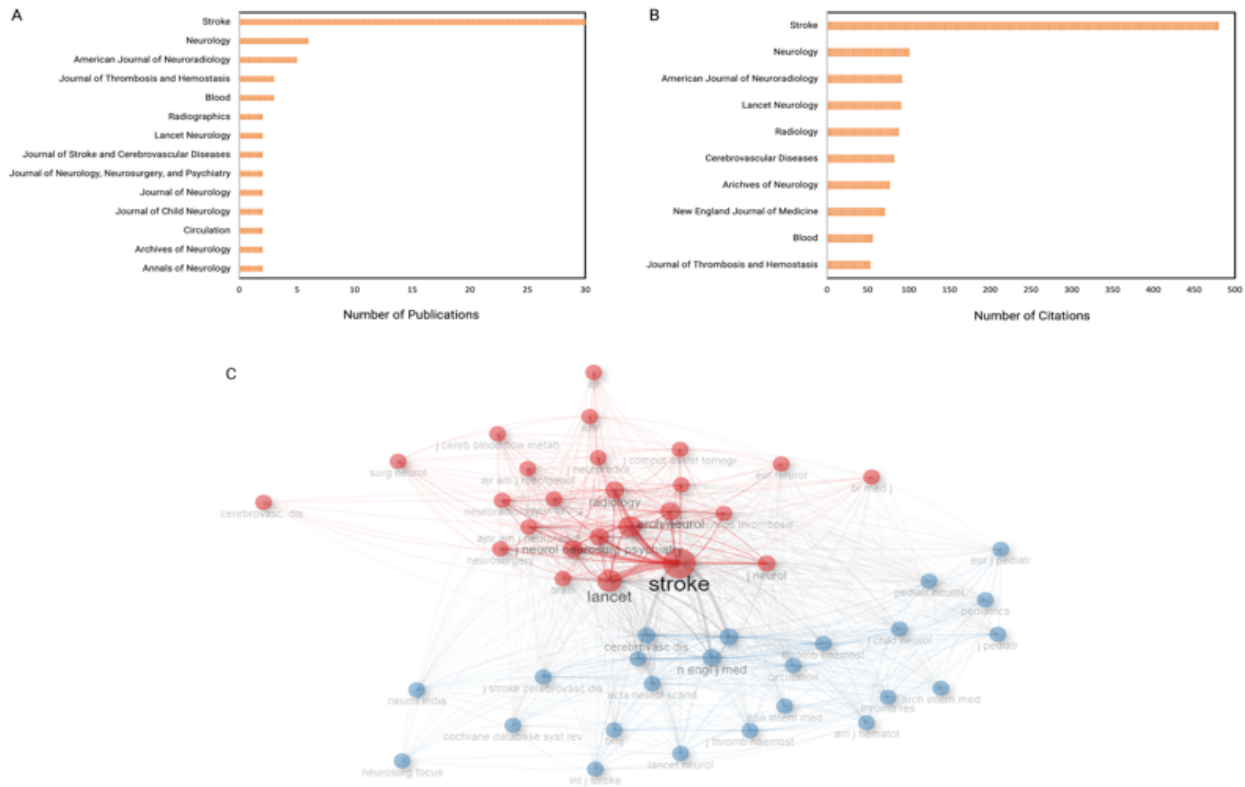 A
Stroke
Neurology
American Journal of Neuroradiology
Journal of Thrombosis and Hemostasis
Blood
Radiographics
Lancet Neurology
Journal of Stroke and Cerebrovascular Diseases
Journal of Neurology, Neurosurgery, and Psychiatry
Journal of Neurology
Journal of Child Neurology
Circulation
Archives of Neurology
Annals of Neurology
0 5 10 15 20 25 30
Number of Publications
B
Stroke
Neurology
American Journal of Neuroradiology
Lancet Neurology
Radiology
Cerebrovascular Diseases
Arichves of Neurology
New England Journal of Medicine
Blood
Journal of Thrombosis and Hemostasis
0 50 100 150 200 250 300 350 400 450 500
Number of Citations
C
j cereb blood flow metab
surg neurol
j neuroradiol
j comput assist tomogr
eur neurol
ajr am j roentgenol
br med j
cerebrovasc dis
radiology
arch neurol
thrombosis
j neurol neurosurg psychiatry
neurosurgery
j neurol
brain
stroke
lancet
eur j pediatr
pediatr neurol
pediatrics
j child neurol
j pediatr
cerebrovasc dis
thromb haemost
n engl j med
circulation
j stroke cerebrovasc dis
acta neurol scand
neurol india
arch intern med
thromb res
ann intern med
am j hematol
cochrane database syst rev
bmj
j thromb haemost
lancet neurol
neurosurg focus
int j stroke